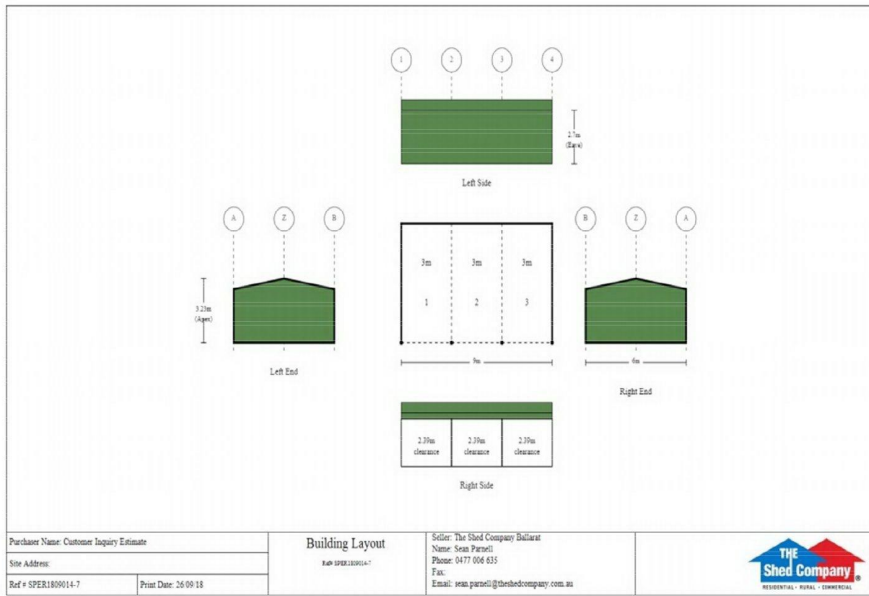 1 2 3 4
2.7m
(Eave)
Left Side
A Z B
B Z A
3m 3m 3m
1 2 3
3.23m
(Apex)
9m
6m
Left End
Right End
2.39m 2.39m 2.39m
clearance clearance clearance
Right Side
Purchaser Name: Customer Inquiry Estimate
Site Address:
Ref # SPER1809014-7
Print Date: 26/09/18
Building Layout
Ref# SPER1809014-7
Seller: The Shed Company Ballarat
Name: Sean Parnell
Phone: 0477 006 635
Fax:
Email: sean.parnell@theshedcompany.com.au
THE
Shed Company®
RESIDENTIAL • RURAL • COMMERCIAL